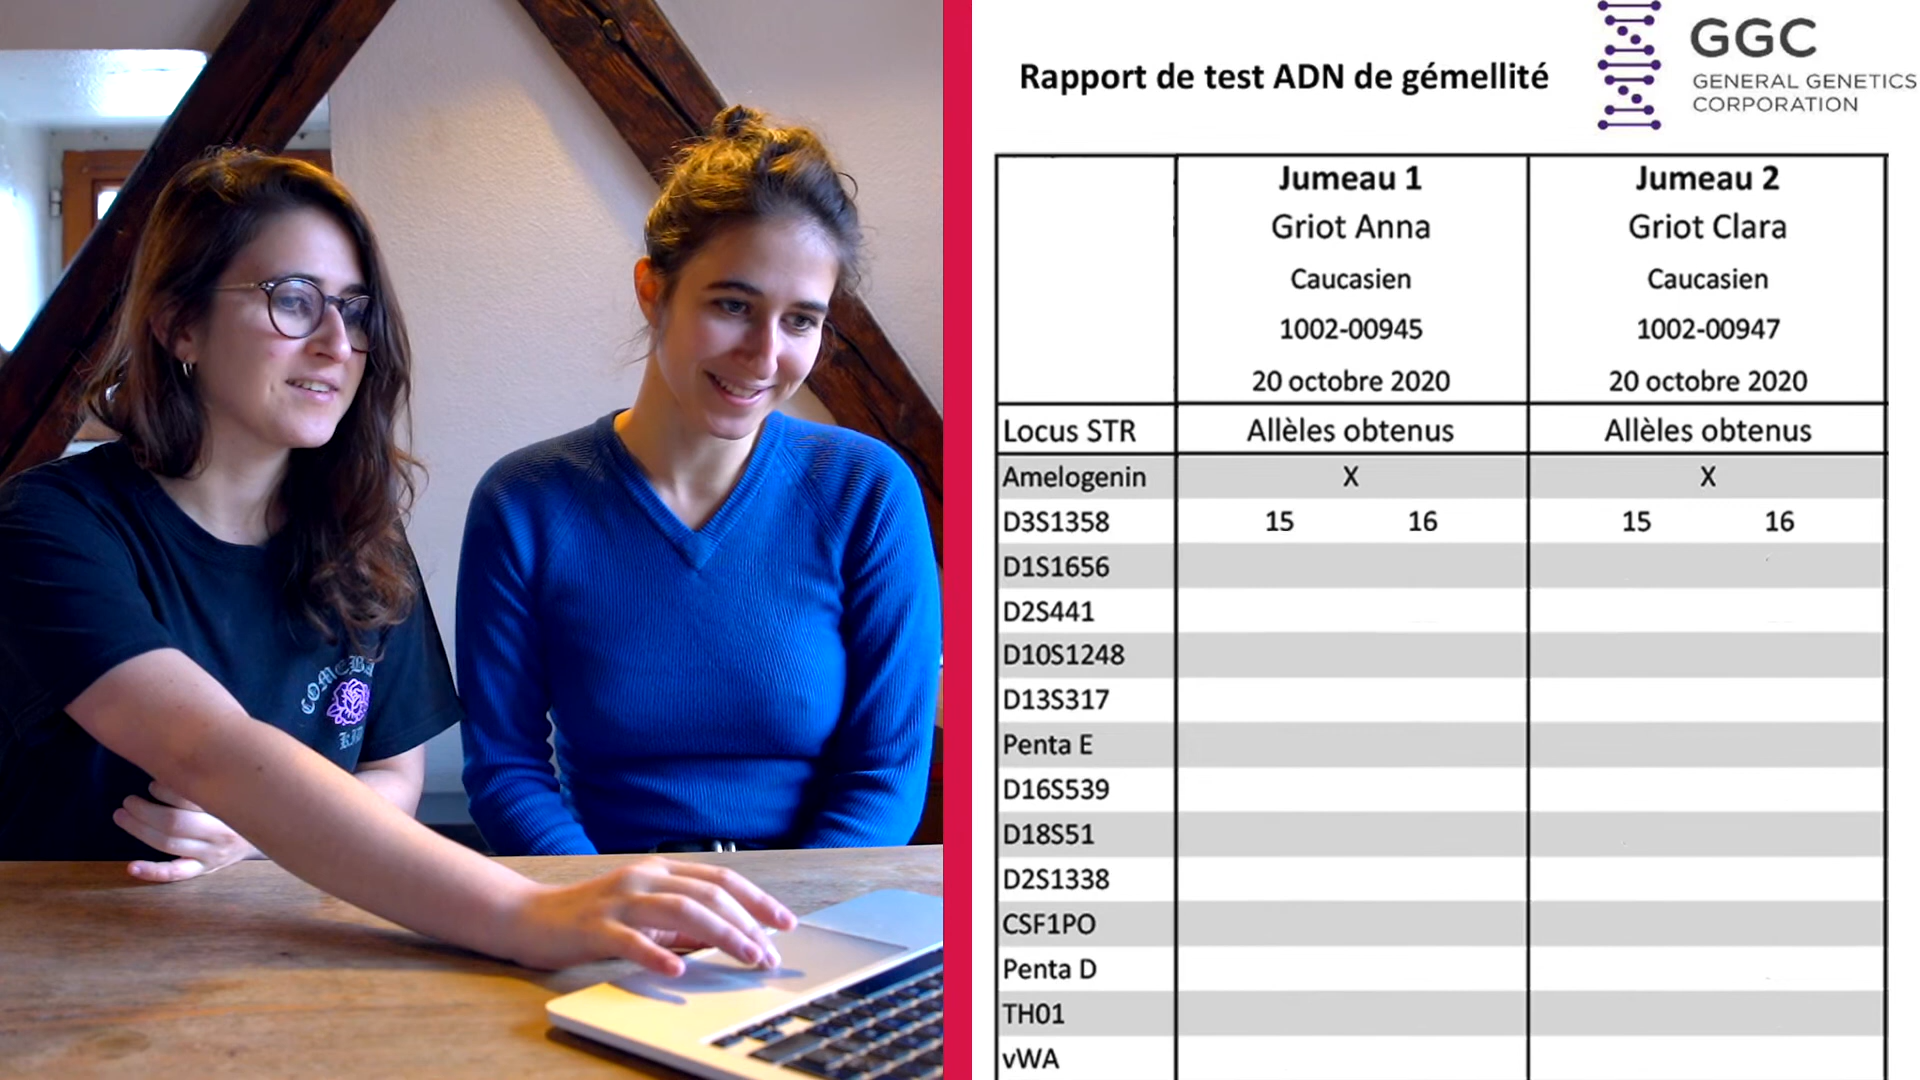 COMEBA
KI
Rapport de test ADN de gémellité
GGC
GENERAL GENETICS
CORPORATION
Jumeau 1 Jumeau 2
Griot Anna Griot Clara
Caucasien Caucasien
1002-00945 1002-00947
20 octobre 2020 20 octobre 2020
Locus STR Allèles obtenus Allèles obtenus
Amelogenin X X
D3S1358 15 16 15 16
D1S1656
D2S441
D10S1248
D13S317
Penta E
D16S539
D18S51
D2S1338
CSF1PO
Penta D
TH01
vWA